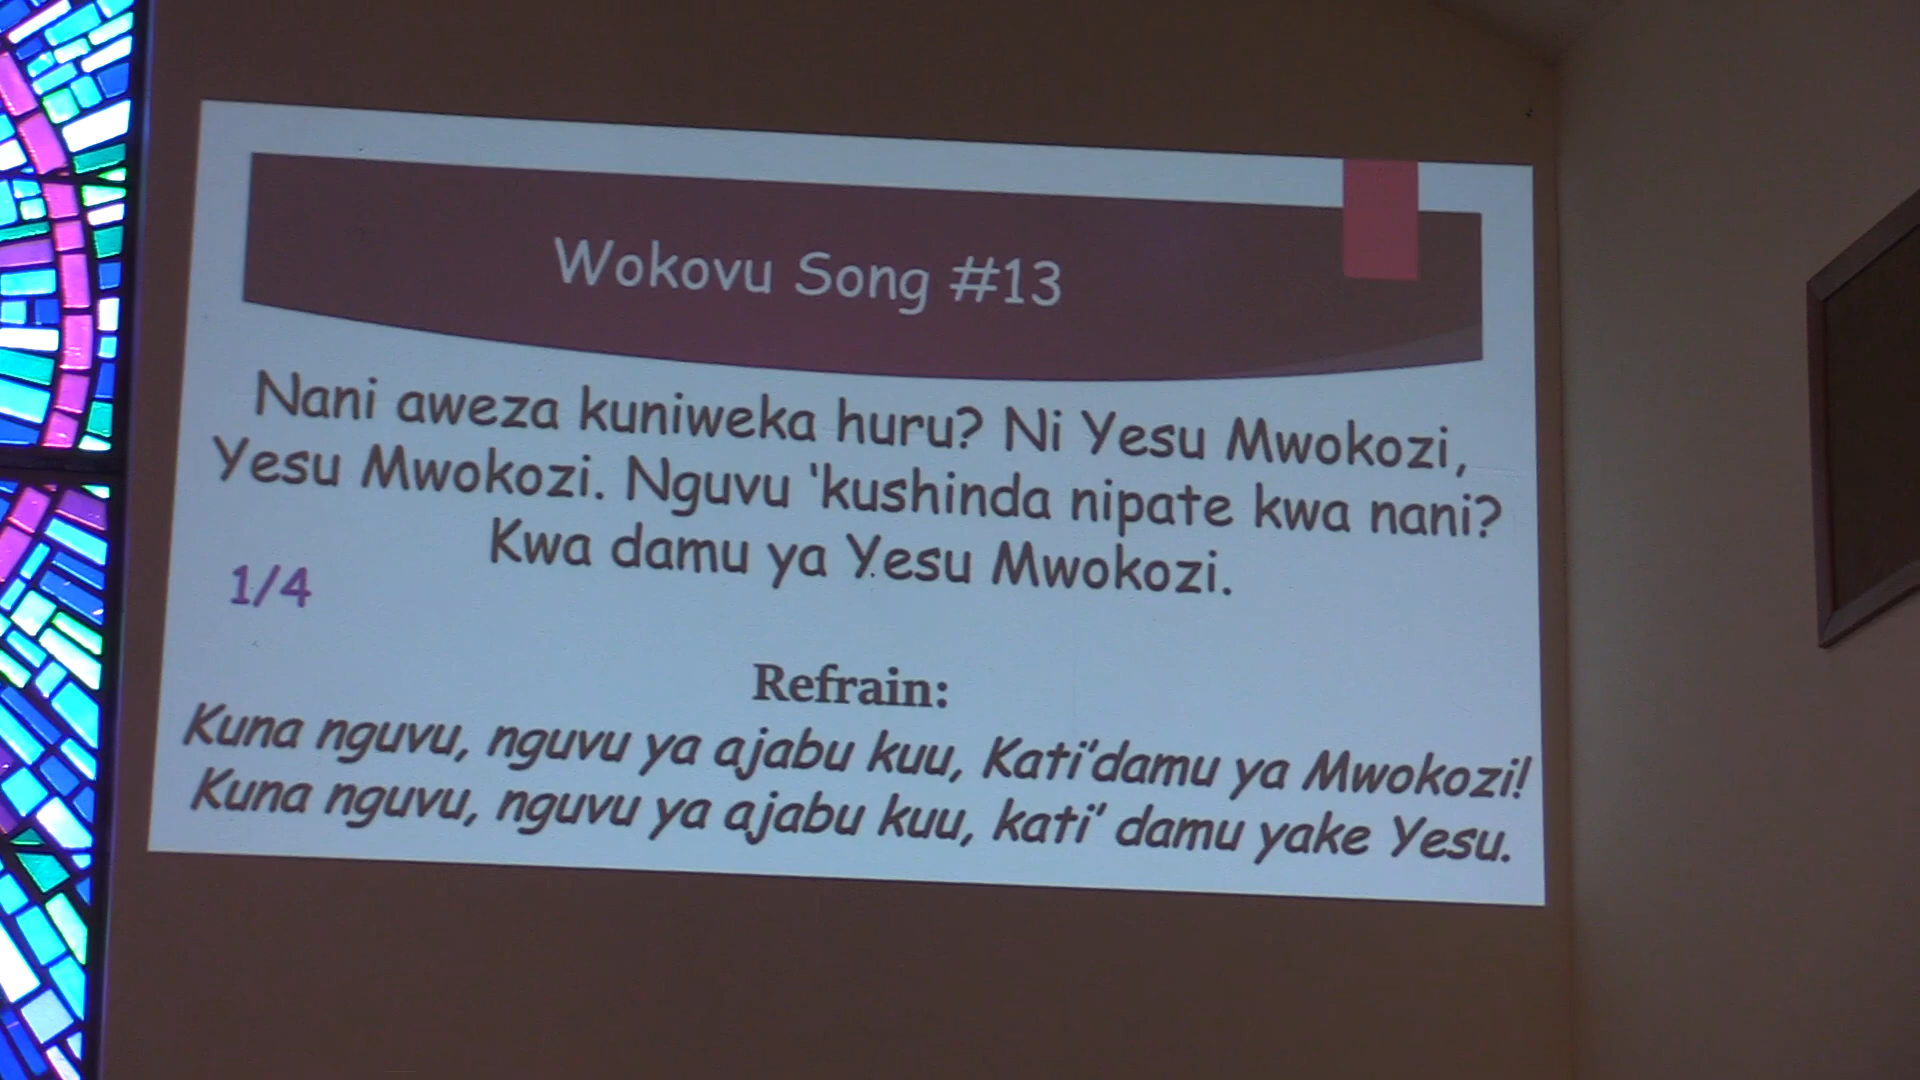 Wokovu Song #13
Nani aweza kuniweka huru? Ni Yesu Mwokozi,
Yesu Mwokozi. Nguvu 'kushinda nipate kwa nani?
Kwa damu ya Yesu Mwokozi.
1/4
Refrain:
Kuna nguvu, nguvu ya ajabu kuu, Kati'damu ya Mwokozi!
Kuna nguvu, nguvu ya ajabu kuu, kati' damu yake Yesu.